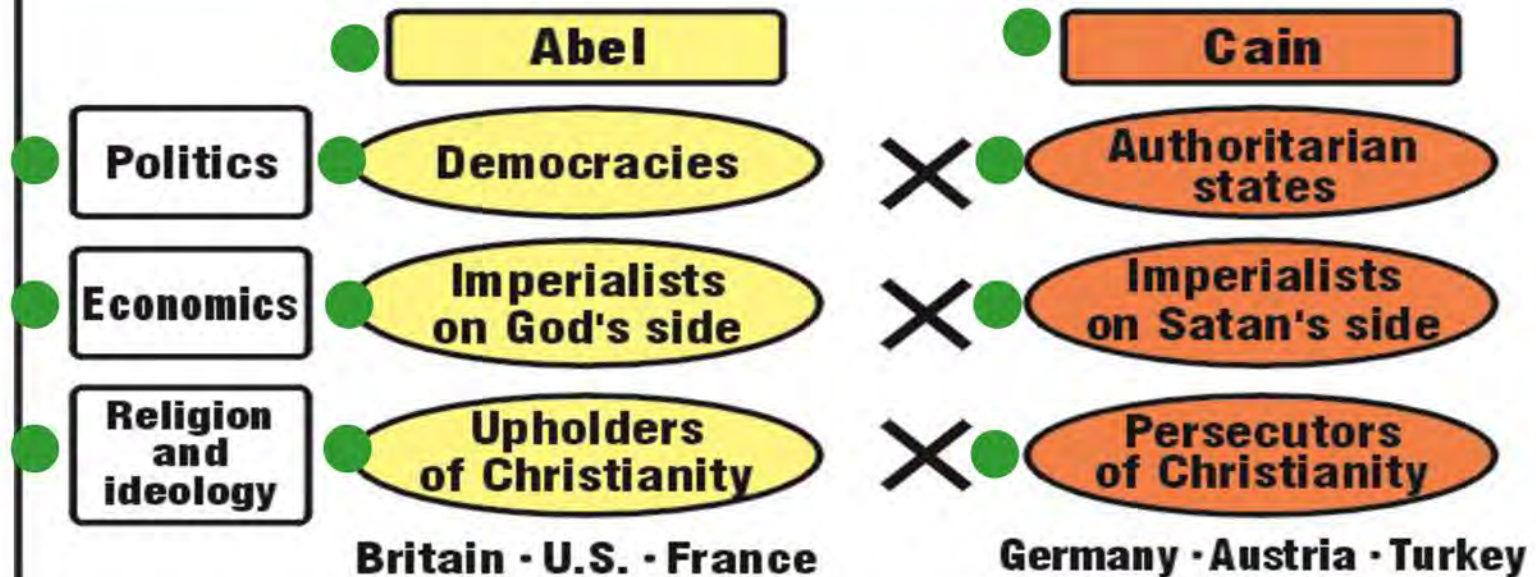 Abel
Cain
Politics
Democracies
Authoritarian
states
Economics
Imperialists
on God's side
Imperialists
on Satan's side
Religion
and
ideology
Upholders
of Christianity
Persecutors
of Christianity
Britain · U.S. · France
Germany · Austria · Turkey